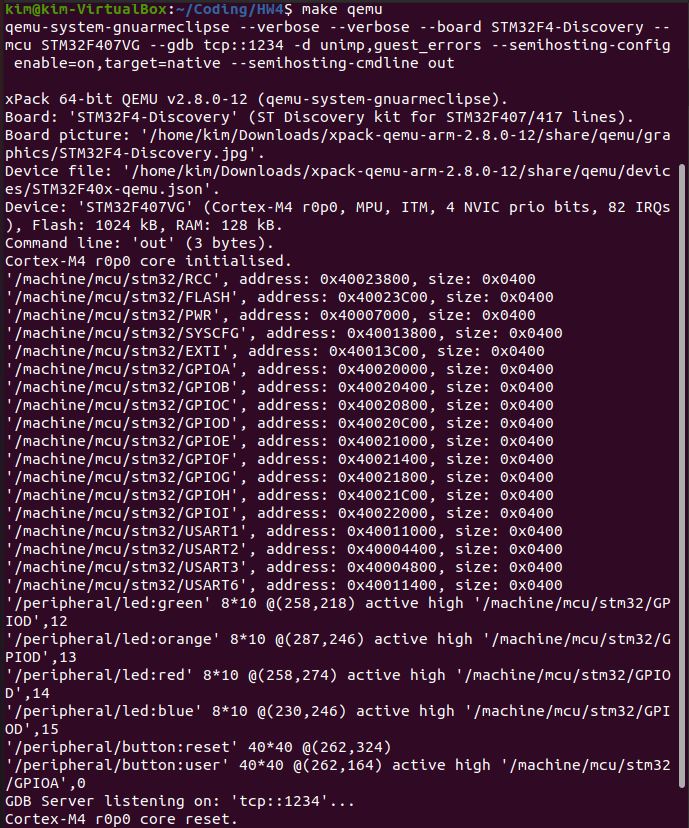 kim@kim-VirtualBox:~/Coding/HW4$ make qemu
qemu-system-gnuarmeclipse --verbose --verbose --board STM32F4-Discovery --
mcu STM32F407VG --gdb tcp::1234 -d unimp,guest_errors --semihosting-config
 enable=on,target=native --semihosting-cmdline out

xPack 64-bit QEMU v2.8.0-12 (qemu-system-gnuarmeclipse).
Board: 'STM32F4-Discovery' (ST Discovery kit for STM32F407/417 lines).
Board picture: '/home/kim/Downloads/xpack-qemu-arm-2.8.0-12/share/qemu/gra
phics/STM32F4-Discovery.jpg'.
Device file: '/home/kim/Downloads/xpack-qemu-arm-2.8.0-12/share/qemu/devic
es/STM32F40x-qemu.json'.
Device: 'STM32F407VG' (Cortex-M4 r0p0, MPU, ITM, 4 NVIC prio bits, 82 IRQs
), Flash: 1024 kB, RAM: 128 kB.
Command line: 'out' (3 bytes).
Cortex-M4 r0p0 core initialised.
'/machine/mcu/stm32/RCC', address: 0x40023800, size: 0x0400
'/machine/mcu/stm32/FLASH', address: 0x40023C00, size: 0x0400
'/machine/mcu/stm32/PWR', address: 0x40007000, size: 0x0400
'/machine/mcu/stm32/SYSCFG', address: 0x40013800, size: 0x0400
'/machine/mcu/stm32/EXTI', address: 0x40013C00, size: 0x0400
'/machine/mcu/stm32/GPIOA', address: 0x40020000, size: 0x0400
'/machine/mcu/stm32/GPIOB', address: 0x40020400, size: 0x0400
'/machine/mcu/stm32/GPIOC', address: 0x40020800, size: 0x0400
'/machine/mcu/stm32/GPIOD', address: 0x40020C00, size: 0x0400
'/machine/mcu/stm32/GPIOE', address: 0x40021000, size: 0x0400
'/machine/mcu/stm32/GPIOF', address: 0x40021400, size: 0x0400
'/machine/mcu/stm32/GPIOG', address: 0x40021800, size: 0x0400
'/machine/mcu/stm32/GPIOH', address: 0x40021C00, size: 0x0400
'/machine/mcu/stm32/GPIOI', address: 0x40022000, size: 0x0400
'/machine/mcu/stm32/USART1', address: 0x40011000, size: 0x0400
'/machine/mcu/stm32/USART2', address: 0x40004400, size: 0x0400
'/machine/mcu/stm32/USART3', address: 0x40004800, size: 0x0400
'/machine/mcu/stm32/USART6', address: 0x40011400, size: 0x0400
'/peripheral/led:green' 8*10 @(258,218) active high '/machine/mcu/stm32/GP
IOD',12
'/peripheral/led:orange' 8*10 @(287,246) active high '/machine/mcu/stm32/G
PIOD',13
'/peripheral/led:red' 8*10 @(258,274) active high '/machine/mcu/stm32/GPIO
D',14
'/peripheral/led:blue' 8*10 @(230,246) active high '/machine/mcu/stm32/GPI
OD',15
'/peripheral/button:reset' 40*40 @(262,324)
'/peripheral/button:user' 40*40 @(262,164) active high '/machine/mcu/stm32
/GPIOA',0
GDB Server listening on: 'tcp::1234'...
Cortex-M4 r0p0 core reset.